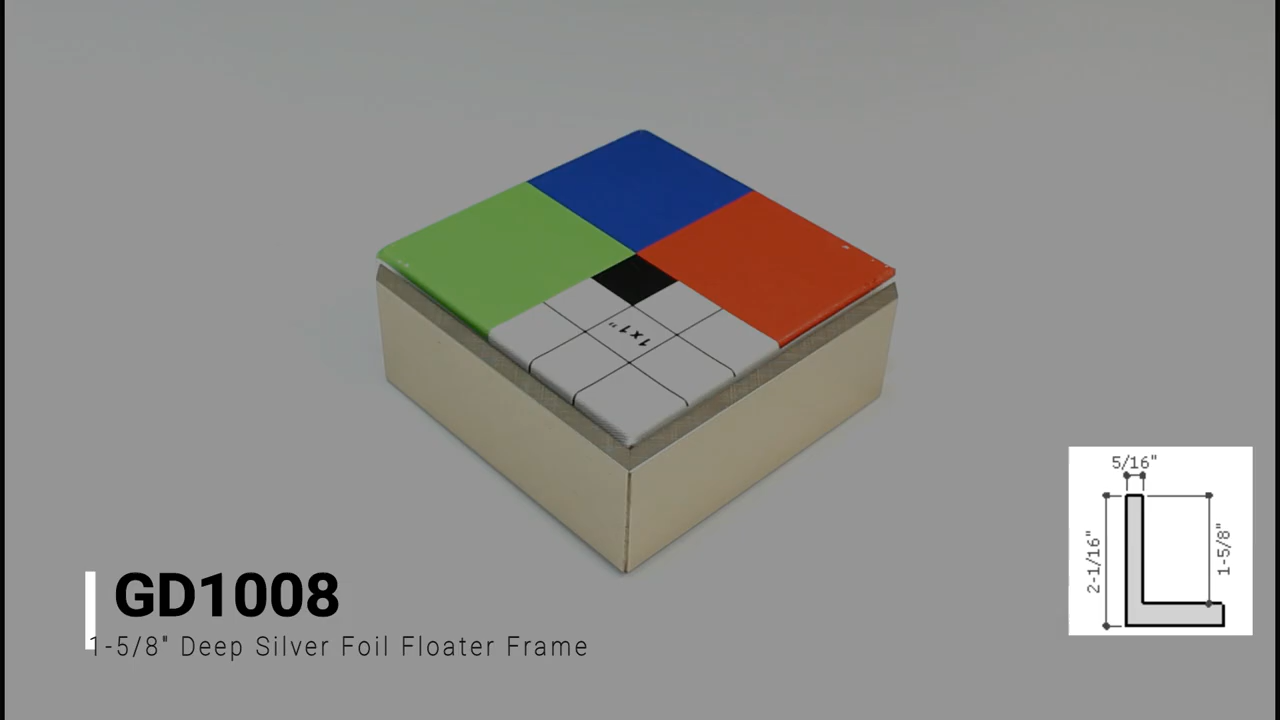 1x1"
GD1008
1-5/8" Deep Silver Foil Floater Frame
5/16"
2-1/16"
1-5/8"